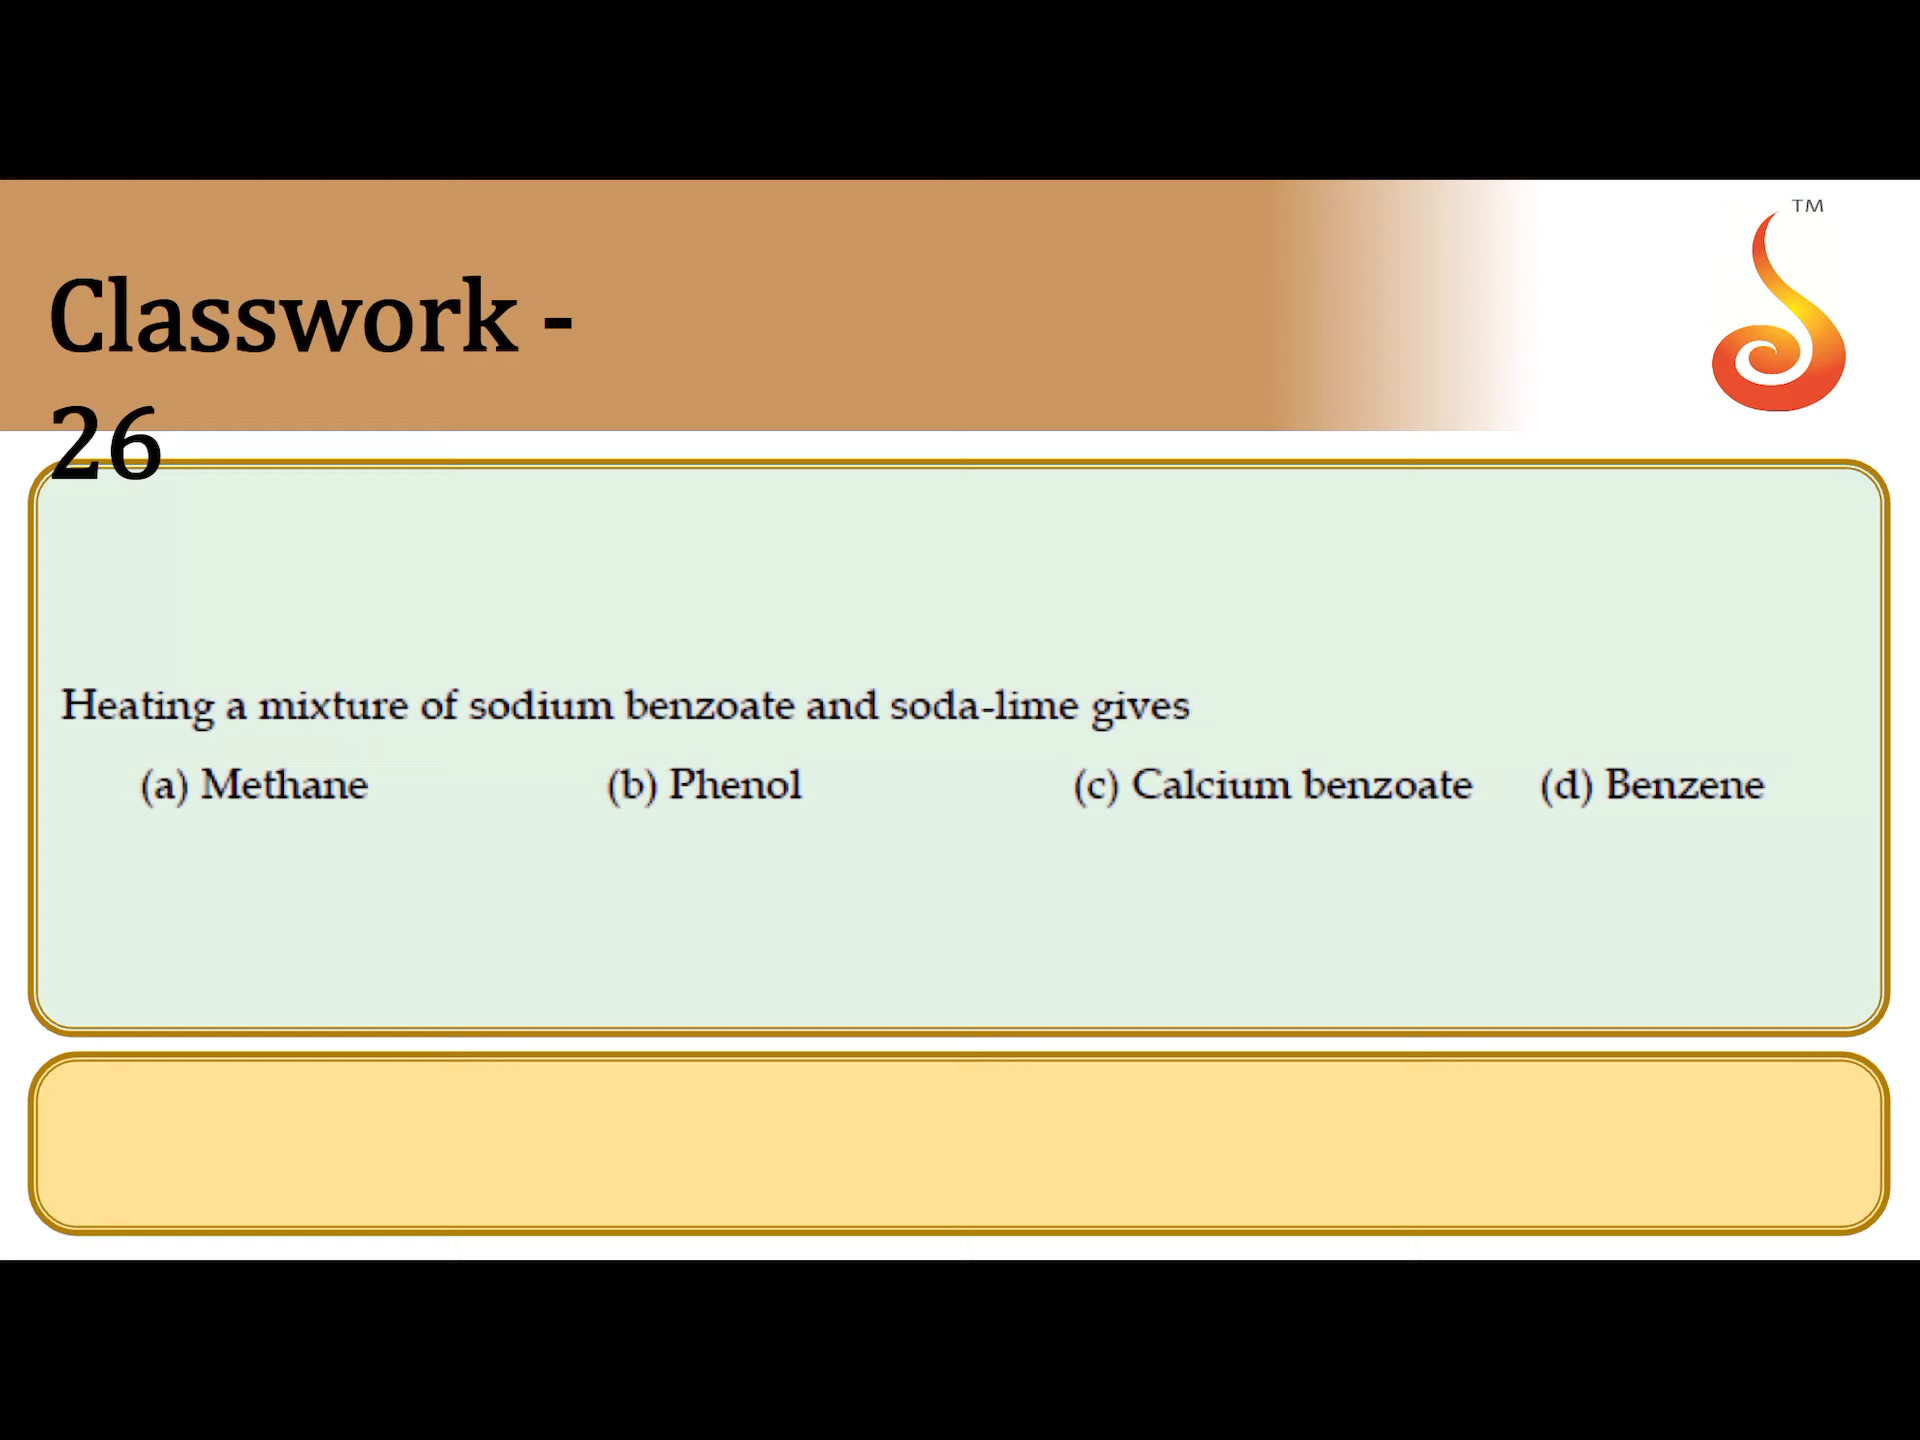 TM
Classwork -
26
Heating a mixture of sodium benzoate and soda-lime gives
(a) Methane (b) Phenol (c) Calcium benzoate (d) Benzene